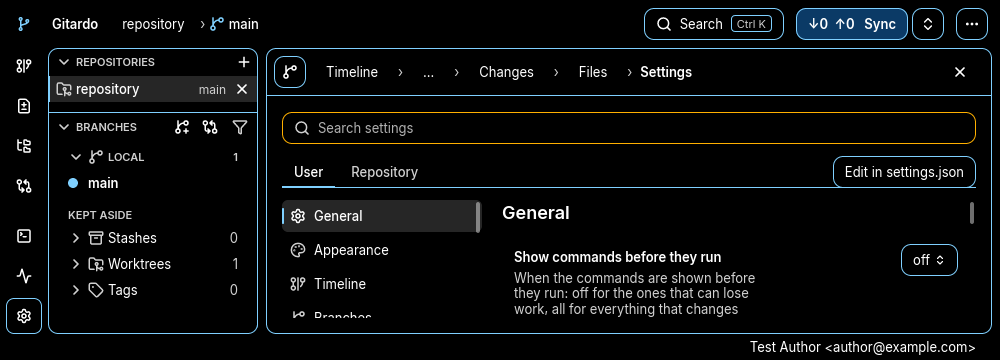 Gitardo repository › main Search Ctrl K ↓0 ↑0 Sync
REPOSITORIES
repository main
BRANCHES
LOCAL 1
main
KEPT ASIDE
Stashes 0
Worktrees 1
Tags 0
Timeline › ... › Changes › Files › Settings
Search settings
User Repository Edit in settings.json
General
Appearance
Timeline
Branches
General
Show commands before they run
When the commands are shown before
they run: off for the ones that can lose
work, all for everything that changes
off
Test Author <author@example.com>